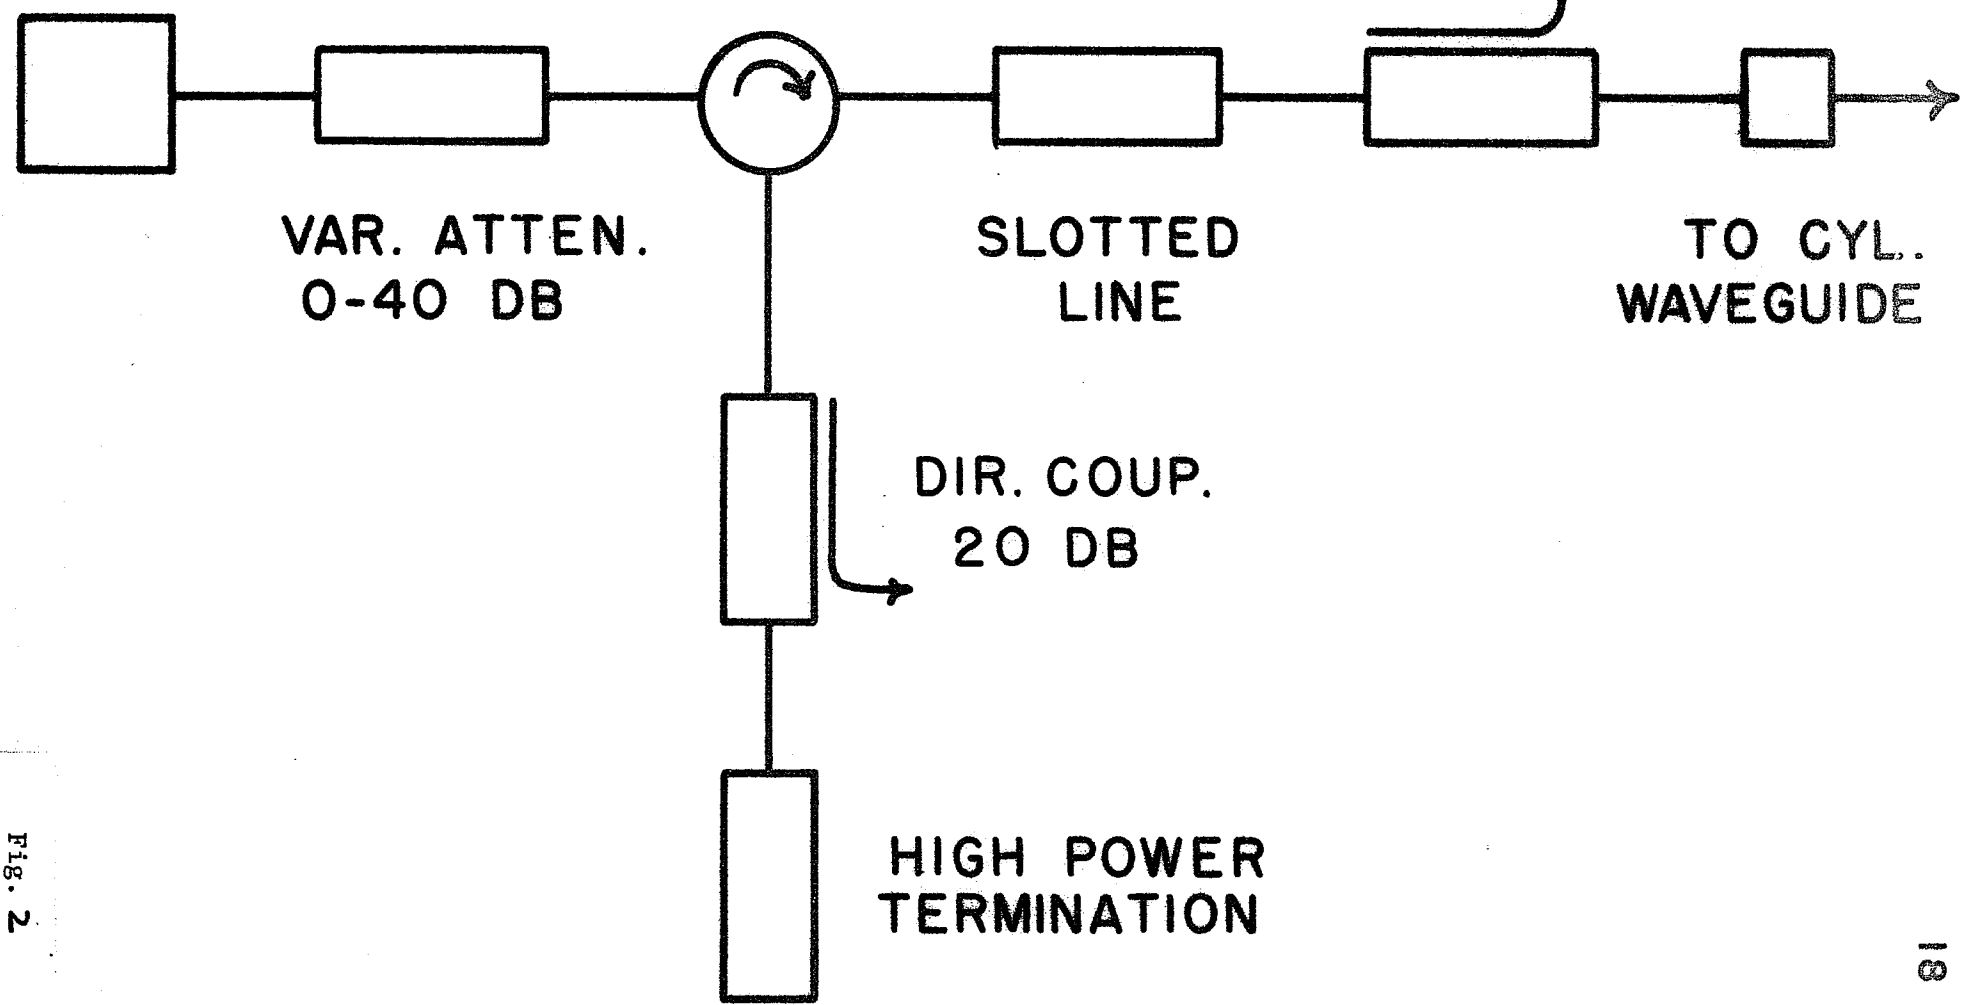 VAR. ATTEN.
0-40 DB
SLOTTED
LINE
TO CYL.
WAVEGUIDE
DIR. COUP.
20 DB
HIGH POWER
TERMINATION
Fig. 2
18